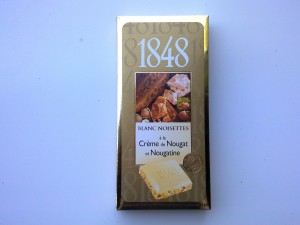 1848
BLANC NOISETTES
à la
Crème de Nougat
et Nougatine